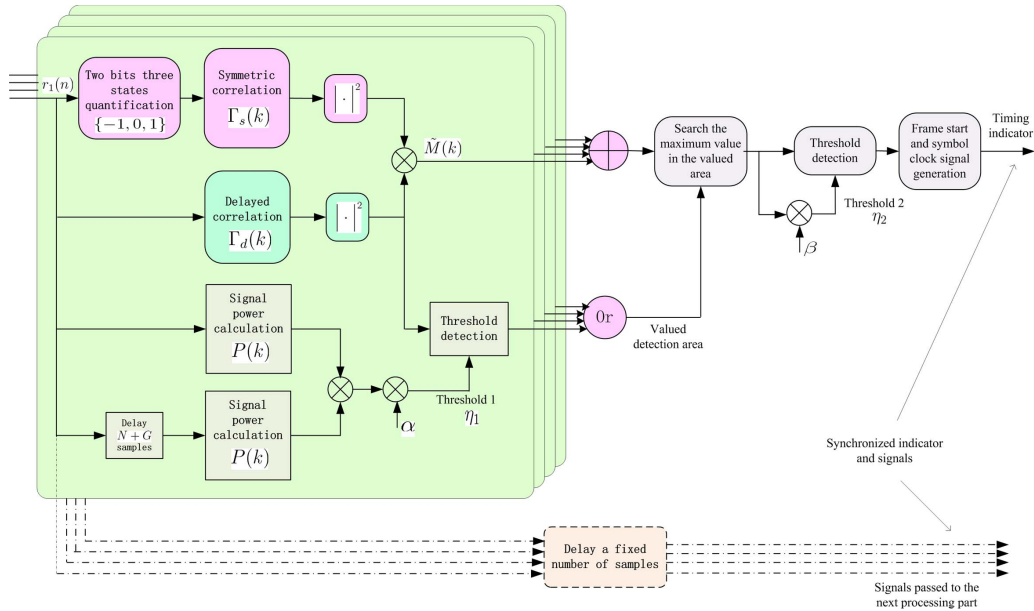 r₁(n)
Two bits three
states
quantification
{−1, 0, 1}
Symmetric
correlation
Γₛ(k)
|·|²
M̃(k)
Delayed
correlation
Γ_d(k)
|·|²
Signal
power
calculation
P(k)
Threshold
detection
Delay
N + G
samples
Signal
power
calculation
P(k)
α
Threshold 1
η₁
0r
Valued
detection area
Search the
maximum value
in the valued
area
Threshold
detection
β
Threshold 2
η₂
Frame start
and symbol
clock signal
generation
Timing
indicator
Synchronized indicator
and signals
Delay a fixed
number of samples
Signals passed to the
next processing part